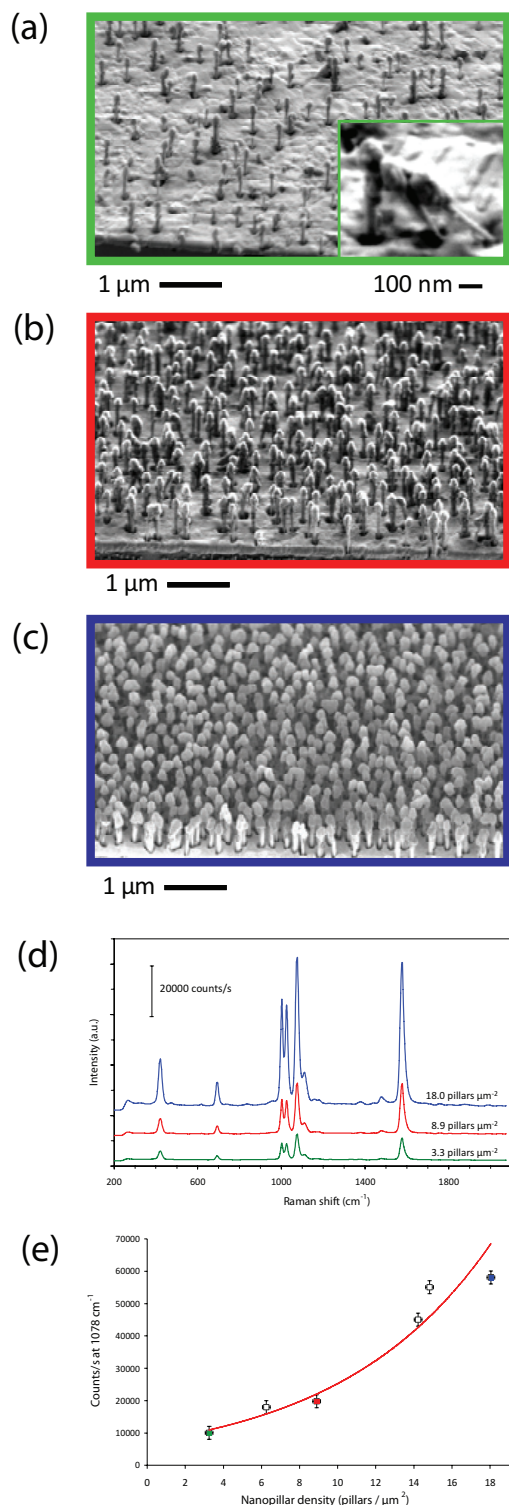 (a)
1 µm
100 nm
(b)
1 µm
(c)
1 µm
(d)
Intensity (a.u.)
20000 counts/s
18.0 pillars µm-2
8.9 pillars µm-2
3.3 pillars µm-2
200 600 1000 1400 1800
Raman shift (cm-1)
(e)
Counts/s at 1078 cm-1
70000
60000
50000
40000
30000
20000
10000
0
0 2 4 6 8 10 12 14 16 18
Nanopillar density (pillars / µm2)